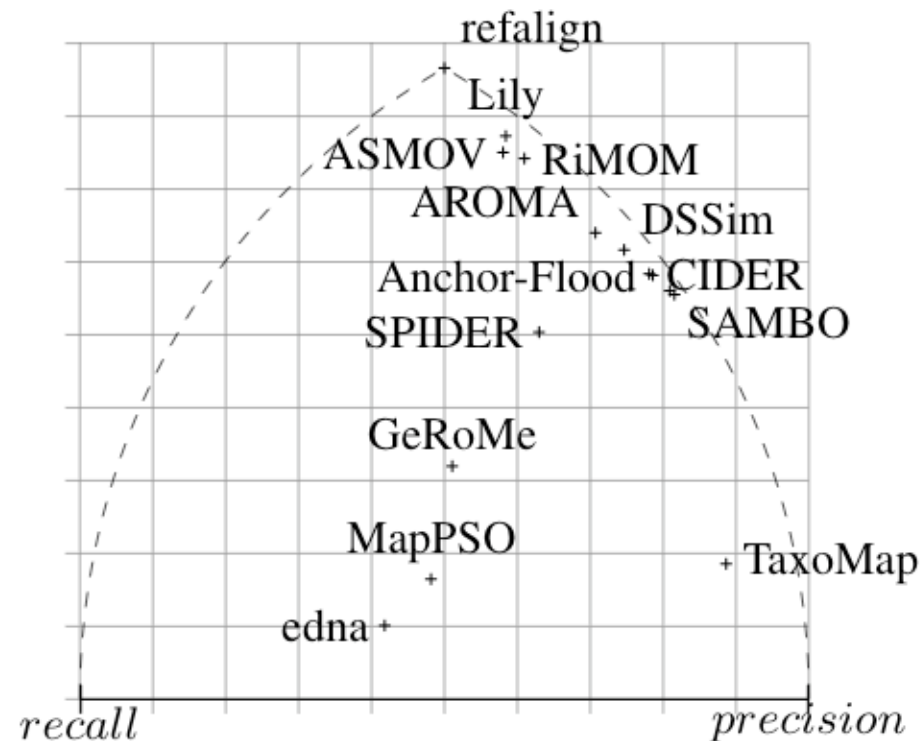 refalign
Lily
ASMOV
RiMOM
AROMA
DSSim
Anchor-Flood
CIDER
SAMBO
SPIDER
GeRoMe
MapPSO
TaxoMap
edna
recall
precision